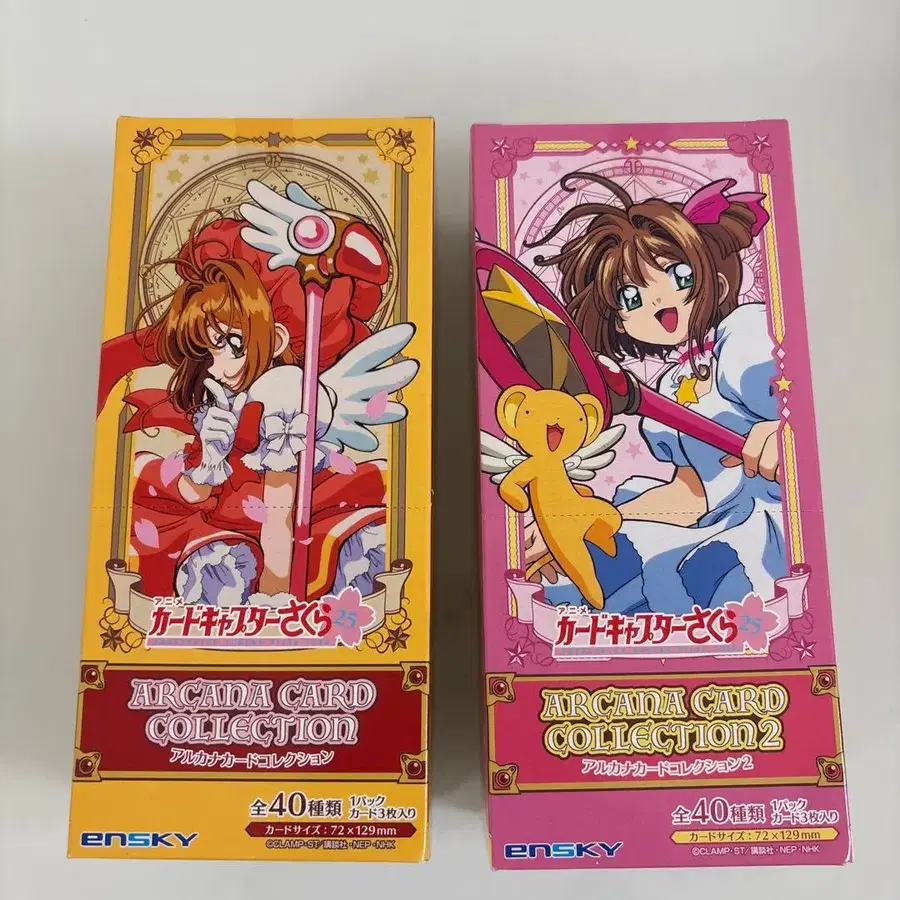 アニメ
カードキャプターさくら
25
ARCANA CARD
COLLECTION
アルカナカードコレクション
全40種類
1パック
カード3枚入り
カードサイズ:72×129mm
ensky
©CLAMP・ST/講談社・NEP・NHK
アニメ
カードキャプターさくら
25
ARCANA CARD
COLLECTION 2
アルカナカードコレクション2
全40種類
1パック
カード3枚入り
カードサイズ:72×129mm
ensky
©CLAMP・ST/講談社・NEP・NHK